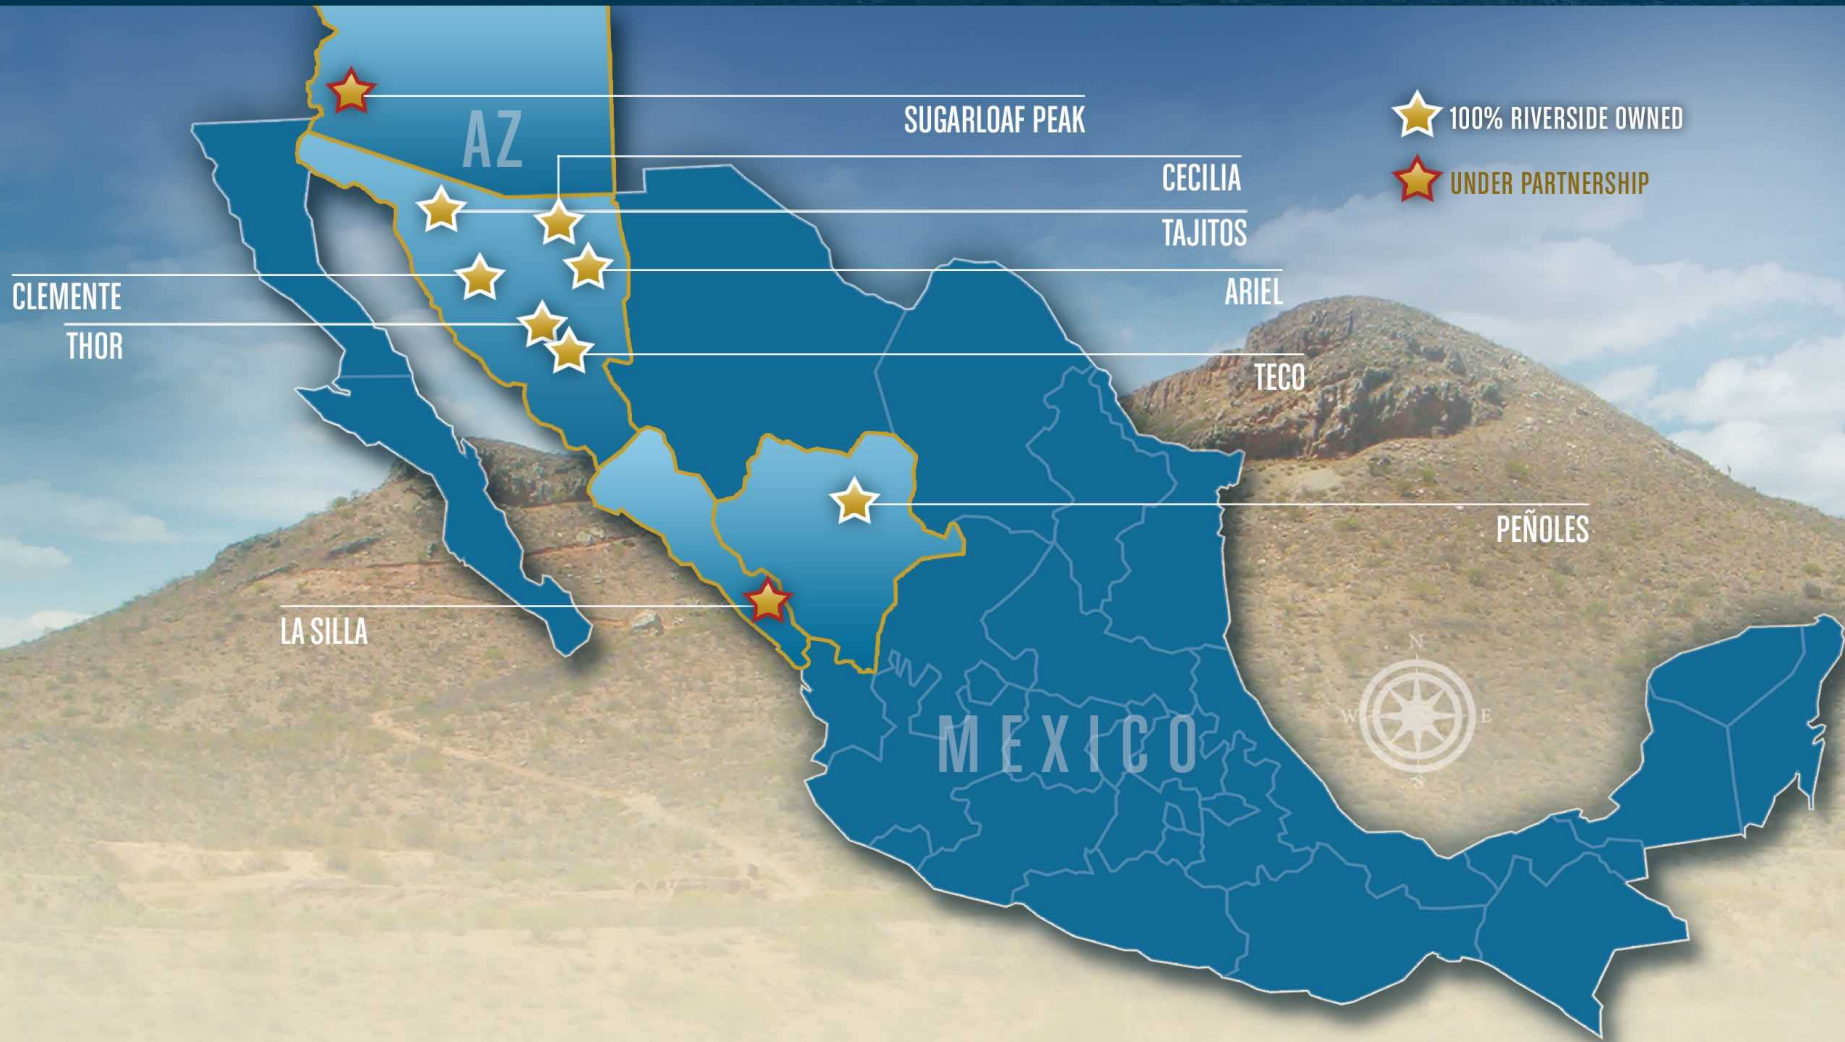 AZ
SUGARLOAF PEAK
CECILIA
TAJITOS
ARIEL
TECO
PEÑOLES
CLEMENTE
THOR
LA SILLA
100% RIVERSIDE OWNED
UNDER PARTNERSHIP
MEXICO
N
W
E
S